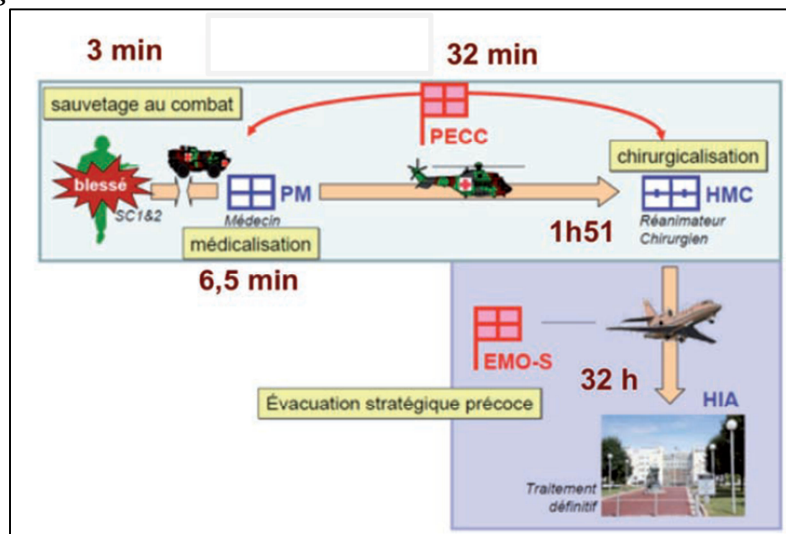 3 min
32 min
sauvetage au combat
PECC
chirurgicalisation
blessé
PM
HMC
SC1&2
Médecin
Réanimateur
Chirurgien
médicalisation
1h51
6,5 min
EMO-S
32 h
HIA
Évacuation stratégique précoce
Traitement
définitif